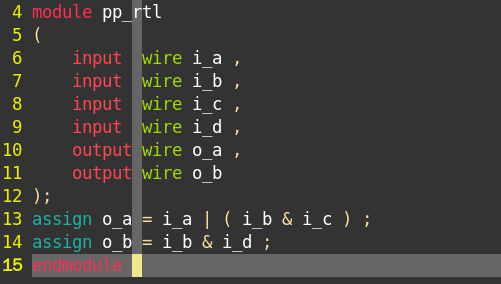 4 module pp_rtl
5 (
6     input  wire i_a ,
7     input  wire i_b ,
8     input  wire i_c ,
9     input  wire i_d ,
10     output wire o_a ,
11     output wire o_b
12 );
13 assign o_a = i_a | ( i_b & i_c ) ;
14 assign o_b = i_b & i_d ;
15 endmodule